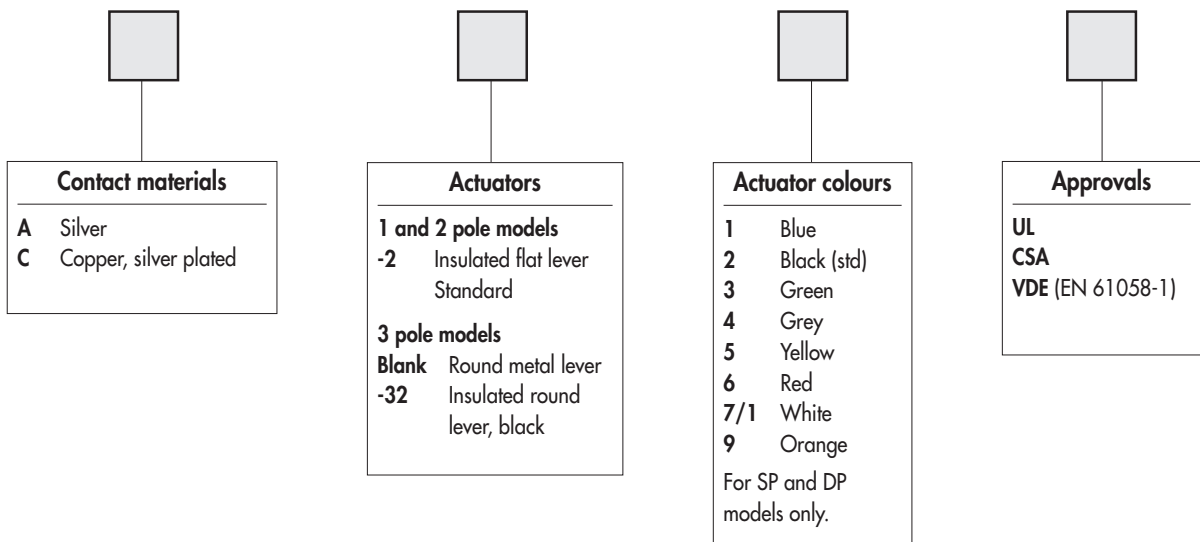 Contact materials
A Silver
C Copper, silver plated
Actuators
1 and 2 pole models
-2 Insulated flat lever
Standard
3 pole models
Blank Round metal lever
-32 Insulated round
lever, black
Actuator colours
1 Blue
2 Black (std)
3 Green
4 Grey
5 Yellow
6 Red
7/1 White
9 Orange
For SP and DP
models only.
Approvals
UL
CSA
VDE (EN 61058-1)